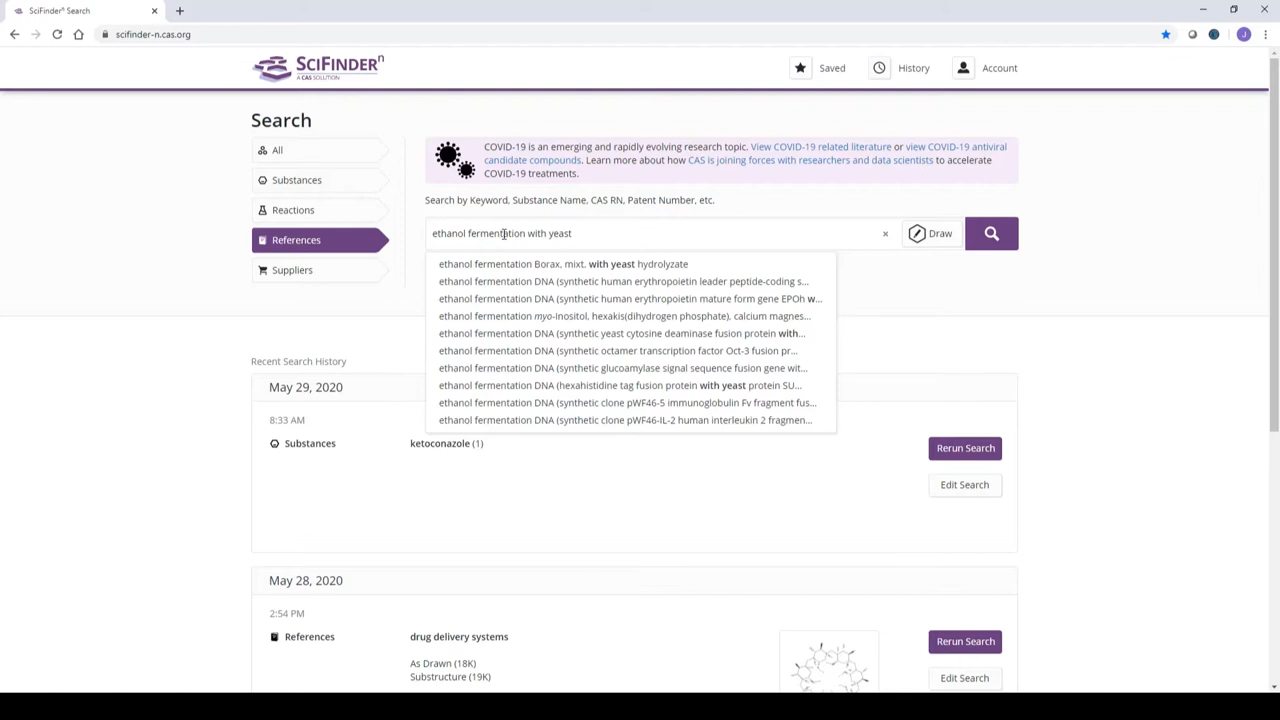 SciFinderⁿ Search
scifinder-n.cas.org
J
SCIFINDERⁿ
A CAS SOLUTION
Saved
History
Account
Search
All
Substances
Reactions
References
Suppliers
COVID-19 is an emerging and rapidly evolving research topic. View COVID-19 related literature or view COVID-19 antiviral
candidate compounds. Learn more about how CAS is joining forces with researchers and data scientists to accelerate
COVID-19 treatments.
Search by Keyword, Substance Name, CAS RN, Patent Number, etc.
ethanol fermentation with yeast
Draw
ethanol fermentation Borax, mixt. with yeast hydrolyzate
ethanol fermentation DNA (synthetic human erythropoietin leader peptide-coding s...
ethanol fermentation DNA (synthetic human erythropoietin mature form gene EPOh w...
ethanol fermentation myo-Inositol, hexakis(dihydrogen phosphate), calcium magnes...
ethanol fermentation DNA (synthetic yeast cytosine deaminase fusion protein with...
ethanol fermentation DNA (synthetic octamer transcription factor Oct-3 fusion pr...
ethanol fermentation DNA (synthetic glucoamylase signal sequence fusion gene wit...
ethanol fermentation DNA (hexahistidine tag fusion protein with yeast protein SU...
ethanol fermentation DNA (synthetic clone pWF46-5 immunoglobulin Fv fragment fus...
ethanol fermentation DNA (synthetic clone pWF46-IL-2 human interleukin 2 fragmen...
Recent Search History
May 29, 2020
8:33 AM
Substances
ketoconazole (1)
Rerun Search
Edit Search
May 28, 2020
2:54 PM
References
drug delivery systems
As Drawn (18K)
Substructure (19K)
Rerun Search
Edit Search